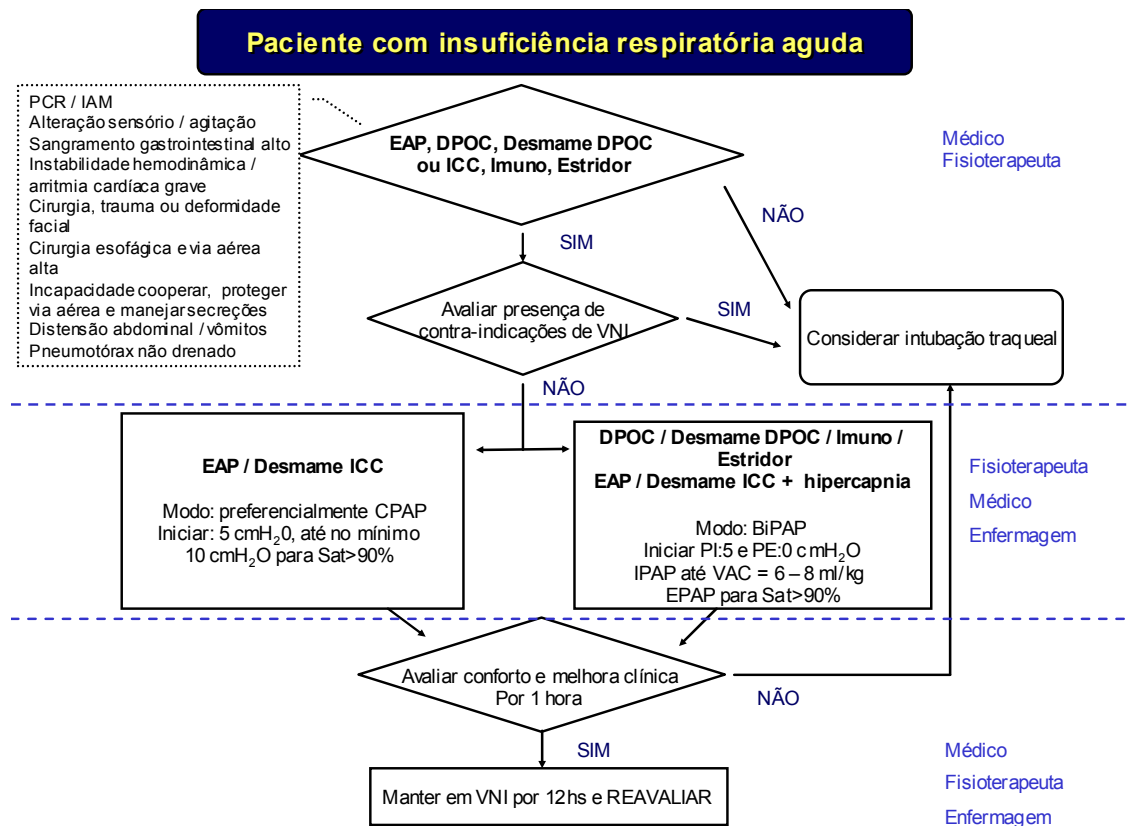 Paciente com insuficiência respiratória aguda
PCR / IAM
Alteração sensório / agitação
Sangramento gastrointestinal alto
Instabilidade hemodinâmica /
arritmia cardíaca grave
Cirurgia, trauma ou deformidade
facial
Cirurgia esofágica e via aérea
alta
Incapacidade cooperar, proteger
via aérea e manejar secreções
Distensão abdominal / vômitos
Pneumotórax não drenado
EAP, DPOC, Desmame DPOC
ou ICC, Imuno, Estridor
Médico
Fisioterapeuta
NÃO
SIM
Avaliar presença de
contra-indicações de VNI
SIM
Considerar intubação traqueal
NÃO
EAP / Desmame ICC
Modo: preferencialmente CPAP
Iniciar: 5 cmH₂0, até no mínimo
10 cmH₂O para Sat>90%
DPOC / Desmame DPOC / Imuno /
Estridor
EAP / Desmame ICC + hipercapnia
Modo: BiPAP
Iniciar PI:5 e PE:0 cmH₂O
IPAP até VAC = 6 – 8 ml/kg
EPAP para Sat>90%
Fisioterapeuta
Médico
Enfermagem
Avaliar conforto e melhora clínica
Por 1 hora
NÃO
SIM
Manter em VNI por 12hs e REAVALIAR
Médico
Fisioterapeuta
Enfermagem